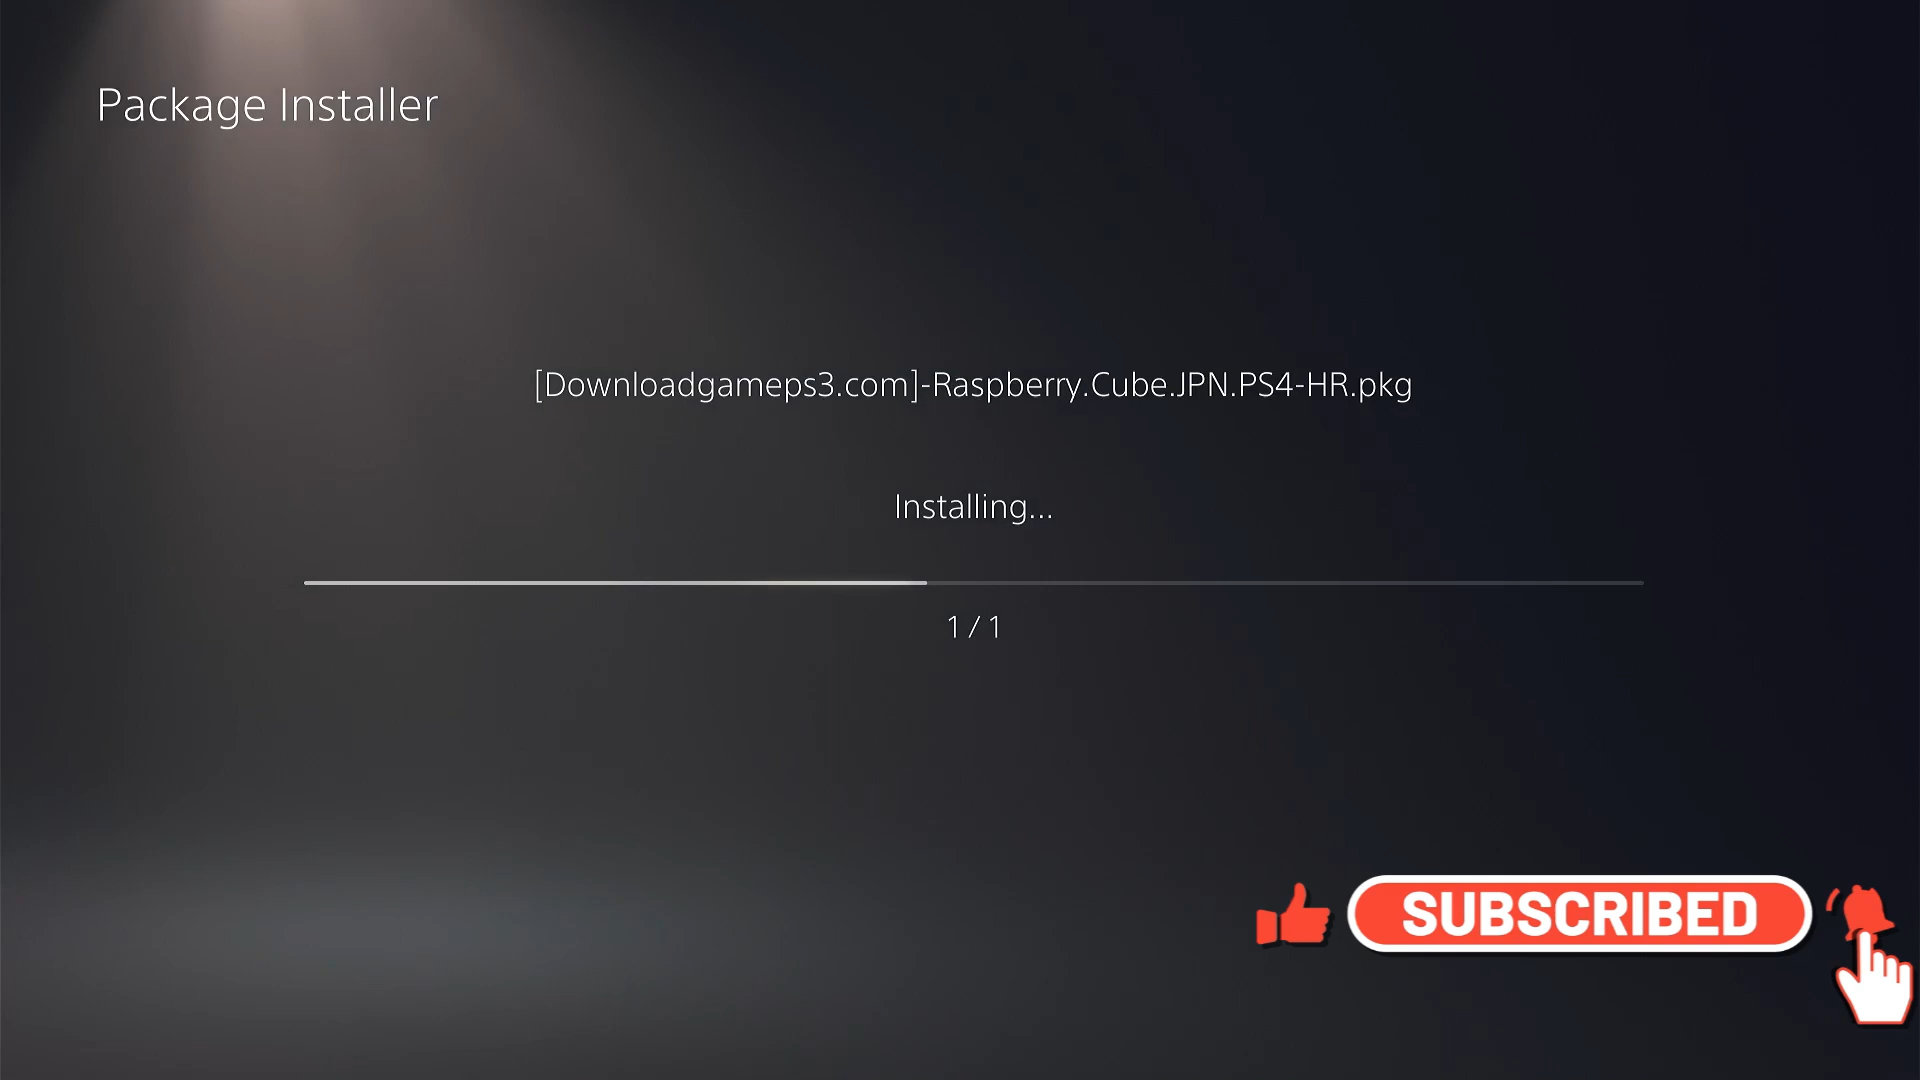 Package Installer
[Downloadgameps3.com]-Raspberry.Cube.JPN.PS4-HR.pkg
Installing...
1 / 1
SUBSCRIBED